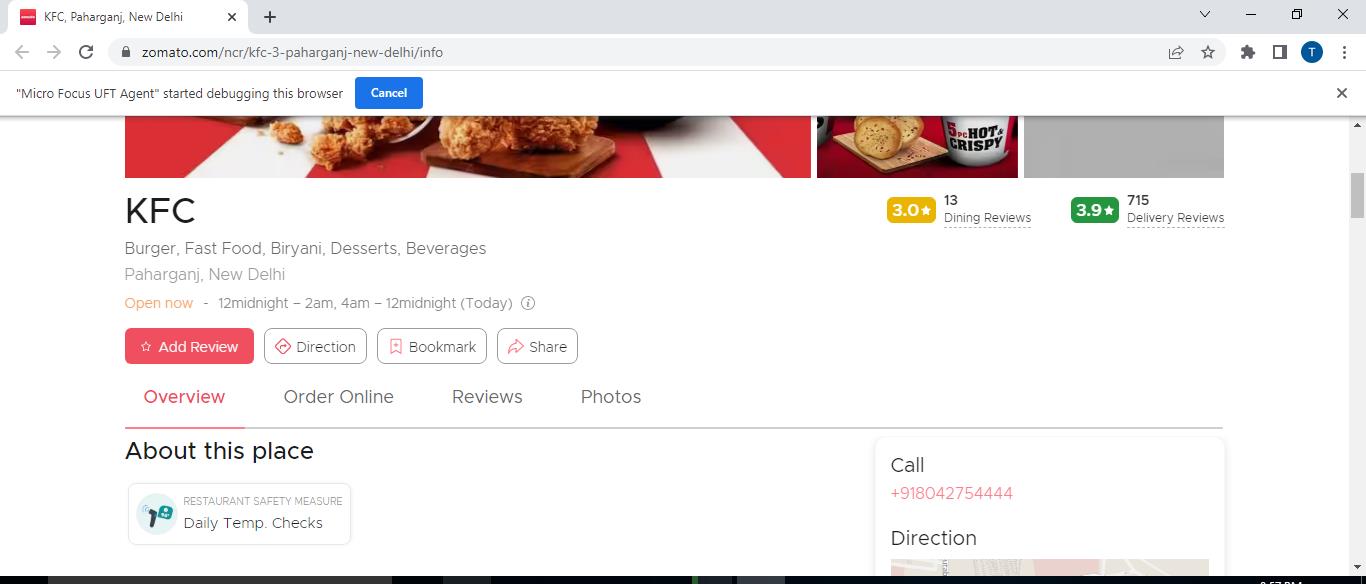 KFC, Paharganj, New Delhi
zomato.com/ncr/kfc-3-paharganj-new-delhi/info
T
"Micro Focus UFT Agent" started debugging this browser
Cancel
5PC HOT&
CRISPY
KFC
3.0
13
Dining Reviews
3.9
715
Delivery Reviews
Burger, Fast Food, Biryani, Desserts, Beverages
Paharganj, New Delhi
Open now - 12midnight – 2am, 4am – 12midnight (Today)
Add Review
Direction
Bookmark
Share
Overview
Order Online
Reviews
Photos
About this place
RESTAURANT SAFETY MEASURE
Daily Temp. Checks
Call
+918042754444
Direction